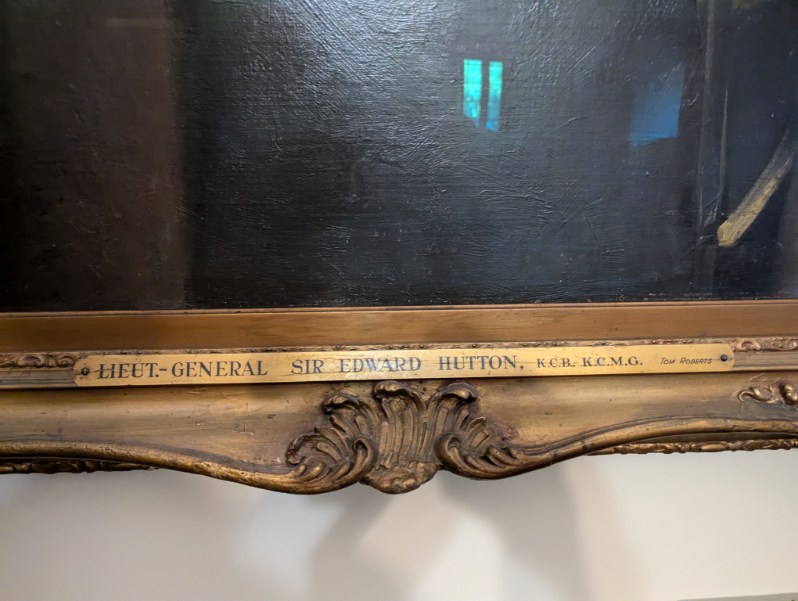 LIEUT.-GENERAL SIR EDWARD HUTTON, K.C.B. K.C.M.G. TOM ROBERTS